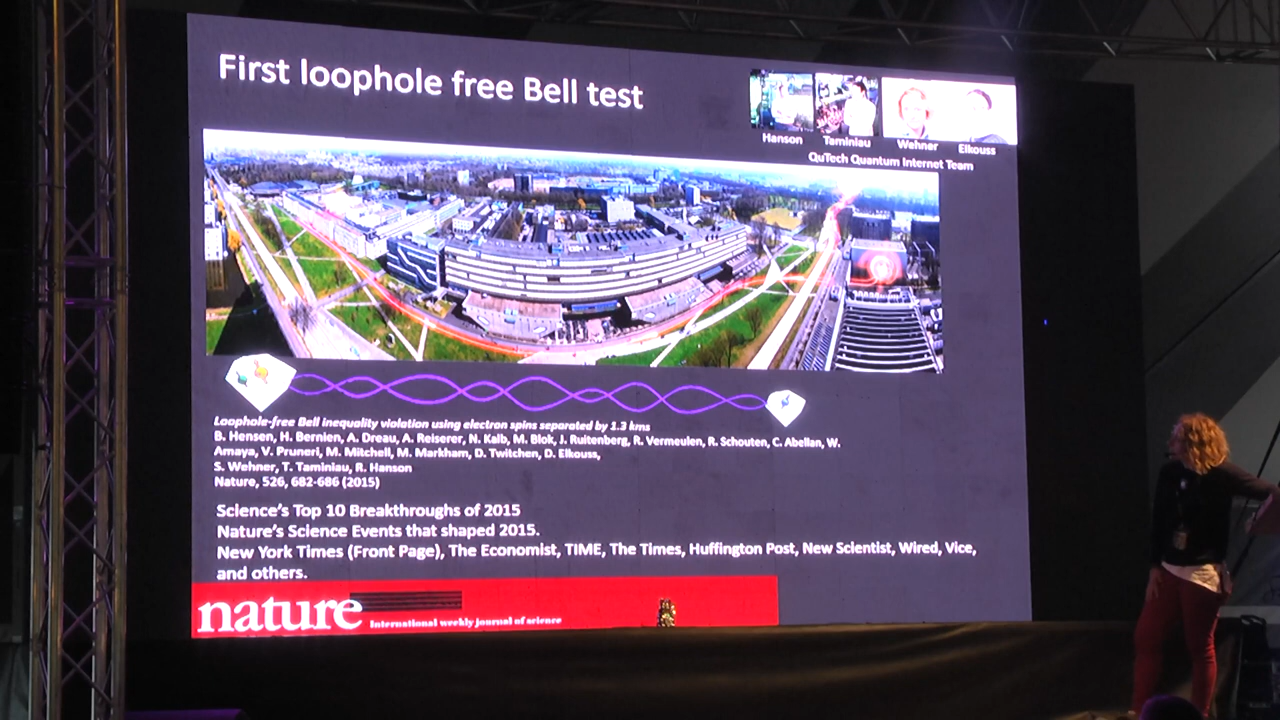 First loophole free Bell test
Hanson
Taminiau
Wehner
Elkouss
QuTech Quantum Internet Team
Loophole-free Bell inequality violation using electron spins separated by 1.3 kms
B. Hensen, H. Bernien, A. Dreau, A. Reiserer, N. Kalb, M. Blok, J. Ruitenberg, R. Vermeulen, R. Schouten, C. Abellan, W.
Amaya, V. Pruneri, M. Mitchell, M. Markham, D. Twitchen, D. Elkouss,
S. Wehner, T. Taminiau, R. Hanson
Nature, 526, 682-686 (2015)
Science's Top 10 Breakthroughs of 2015
Nature's Science Events that shaped 2015.
New York Times (Front Page), The Economist, TIME, The Times, Huffington Post, New Scientist, Wired, Vice,
and others.
nature International weekly journal of science